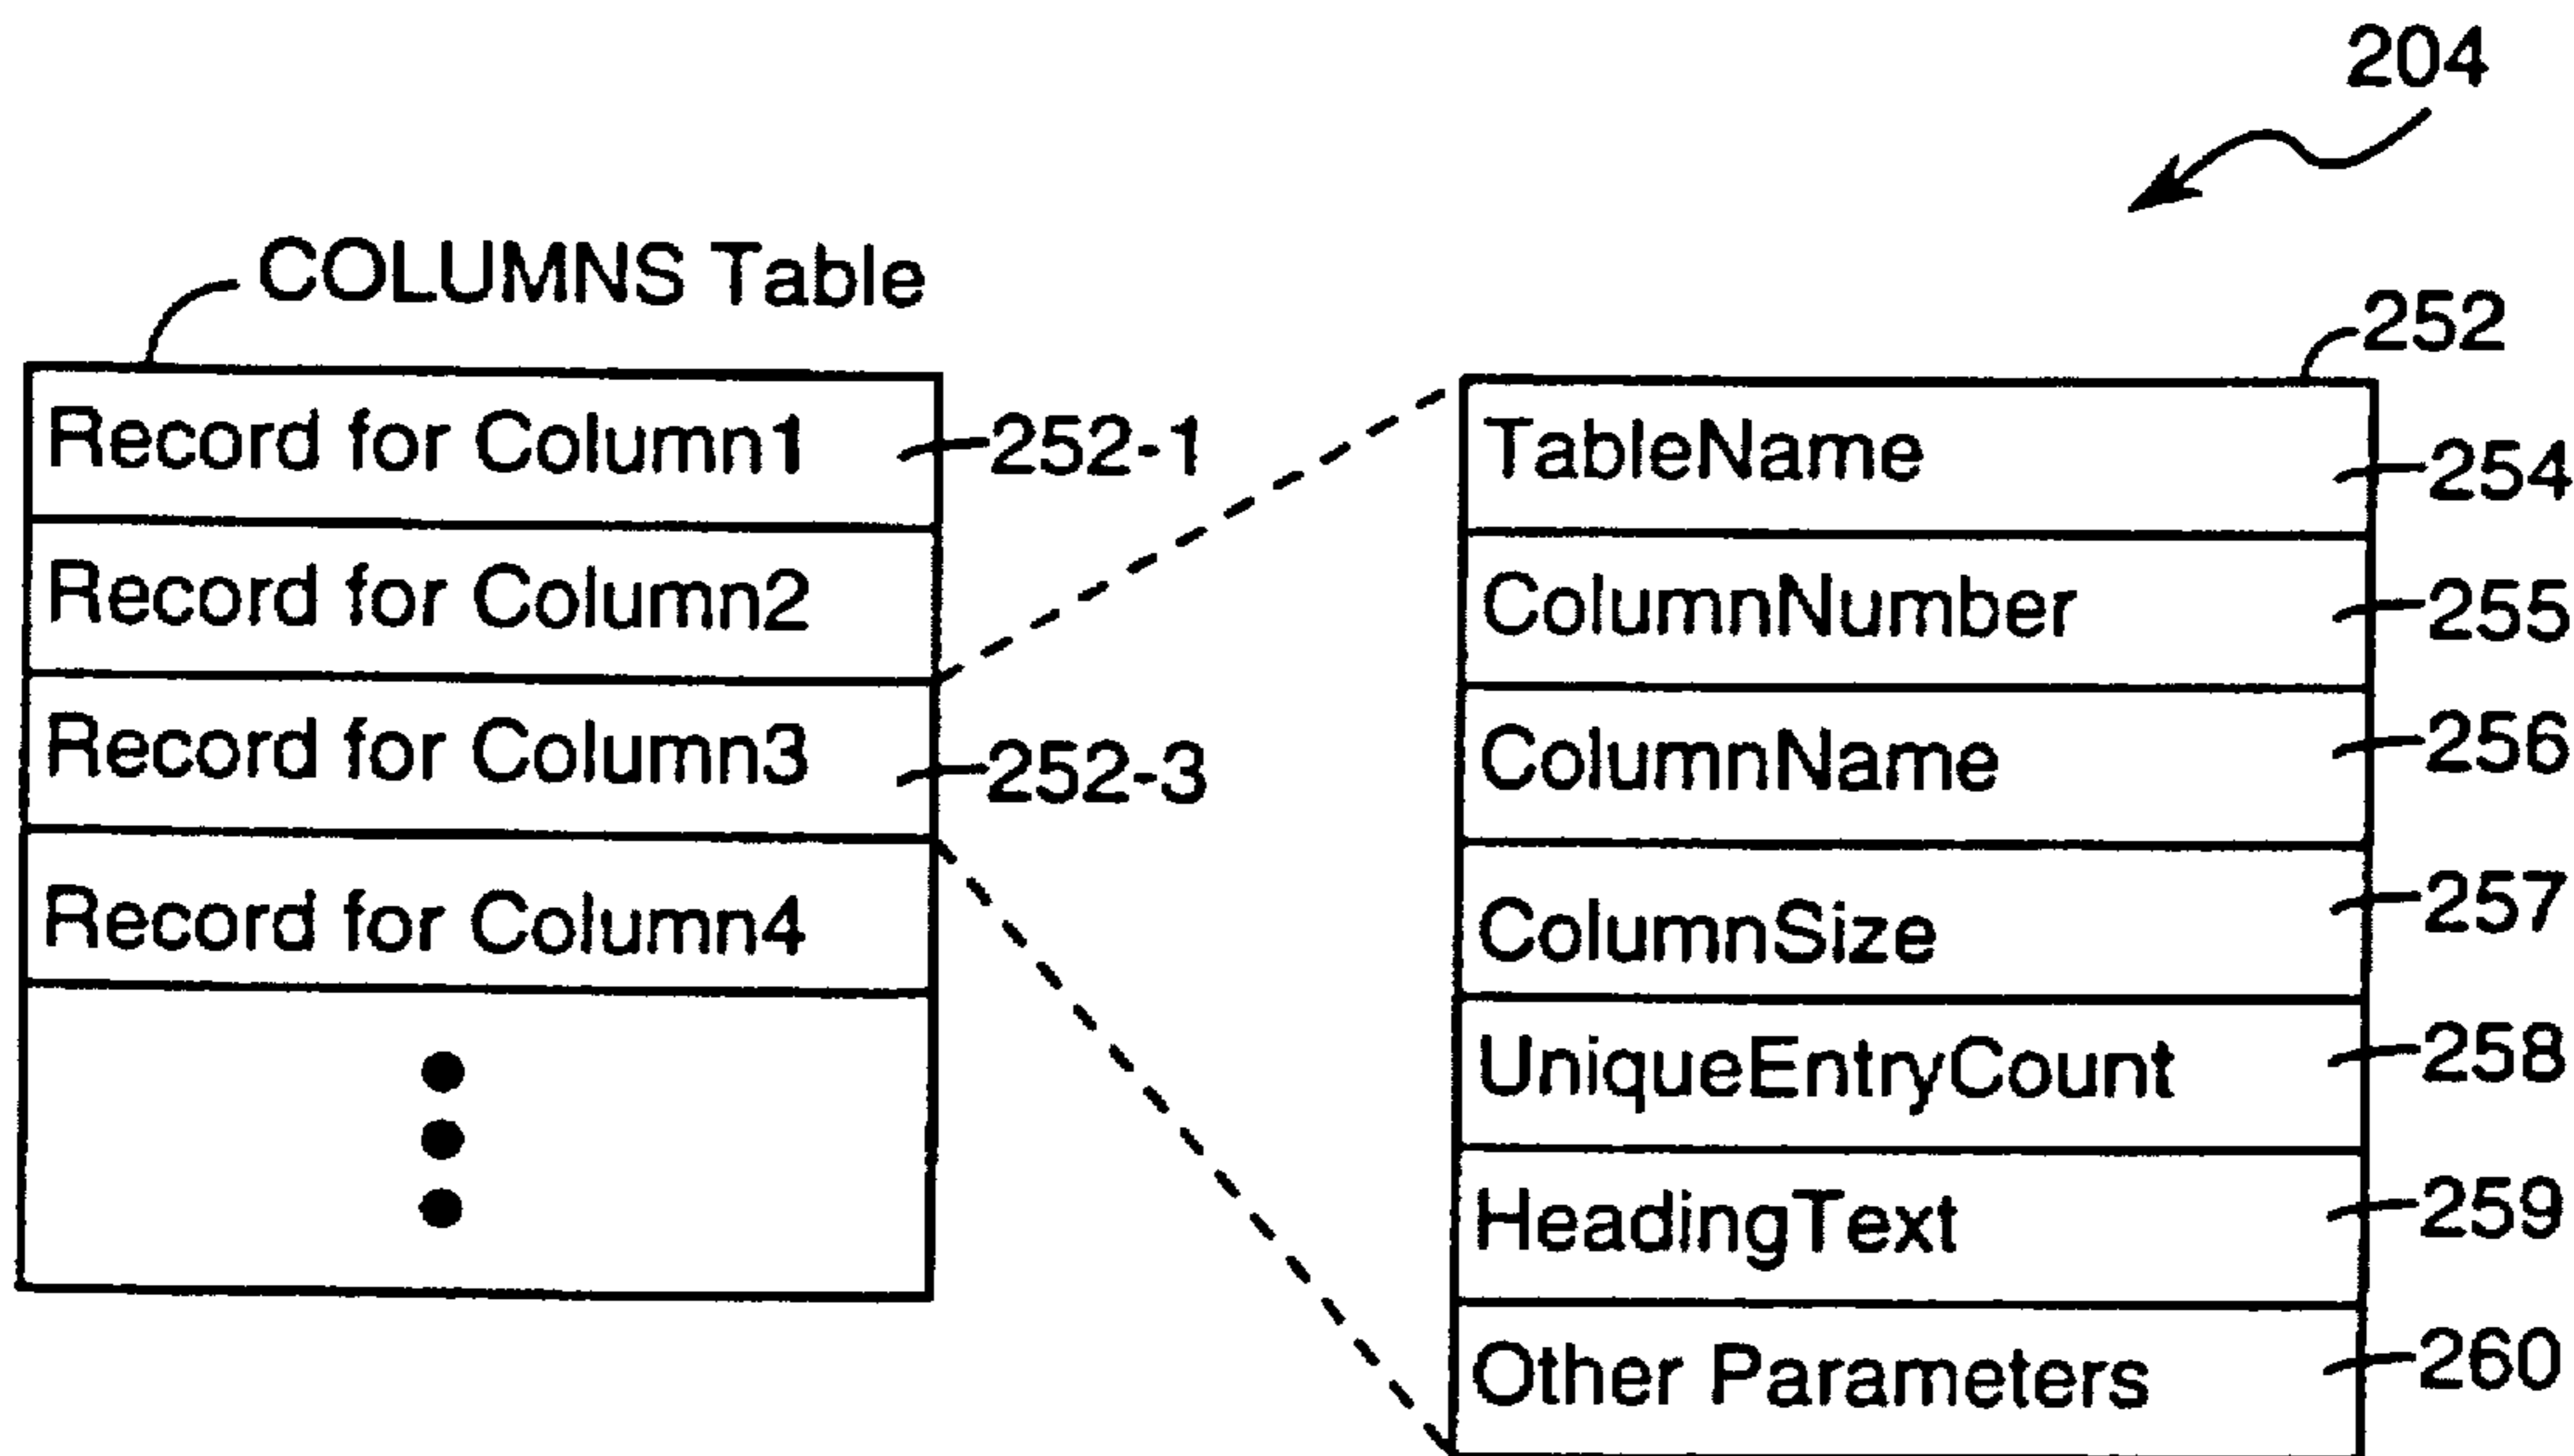 204
COLUMNS Table
Record for Column1
252-1
Record for Column2
Record for Column3
252-3
Record for Column4
252
TableName
254
ColumnNumber
255
ColumnName
256
ColumnSize
257
UniqueEntryCount
258
HeadingText
259
Other Parameters
260